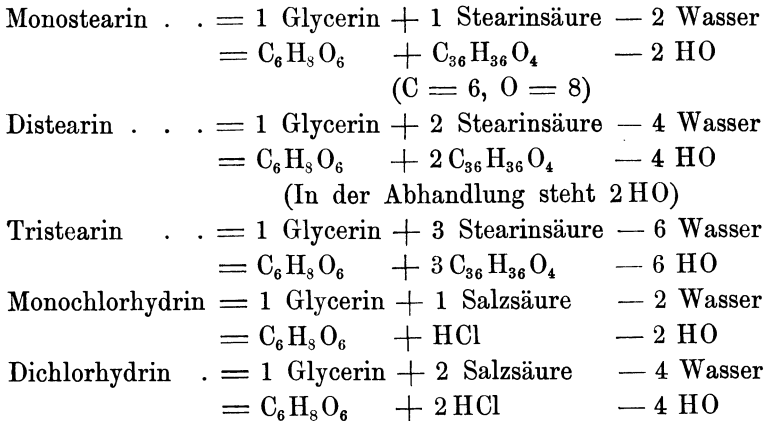 Monostearin . . = 1 Glycerin + 1 Stearinsäure — 2 Wasser
= C₆H₈O₆ + C₃₆H₃₆O₄ — 2 HO
(C = 6, O = 8)
Distearin . . . = 1 Glycerin + 2 Stearinsäure — 4 Wasser
= C₆H₈O₆ + 2 C₃₆H₃₆O₄ — 4 HO
(In der Abhandlung steht 2 HO)
Tristearin . . = 1 Glycerin + 3 Stearinsäure — 6 Wasser
= C₆H₈O₆ + 3 C₃₆H₃₆O₄ — 6 HO
Monochlorhydrin = 1 Glycerin + 1 Salzsäure — 2 Wasser
= C₆H₈O₆ + HCl — 2 HO
Dichlorhydrin . = 1 Glycerin + 2 Salzsäure — 4 Wasser
= C₆H₈O₆ + 2 HCl — 4 HO